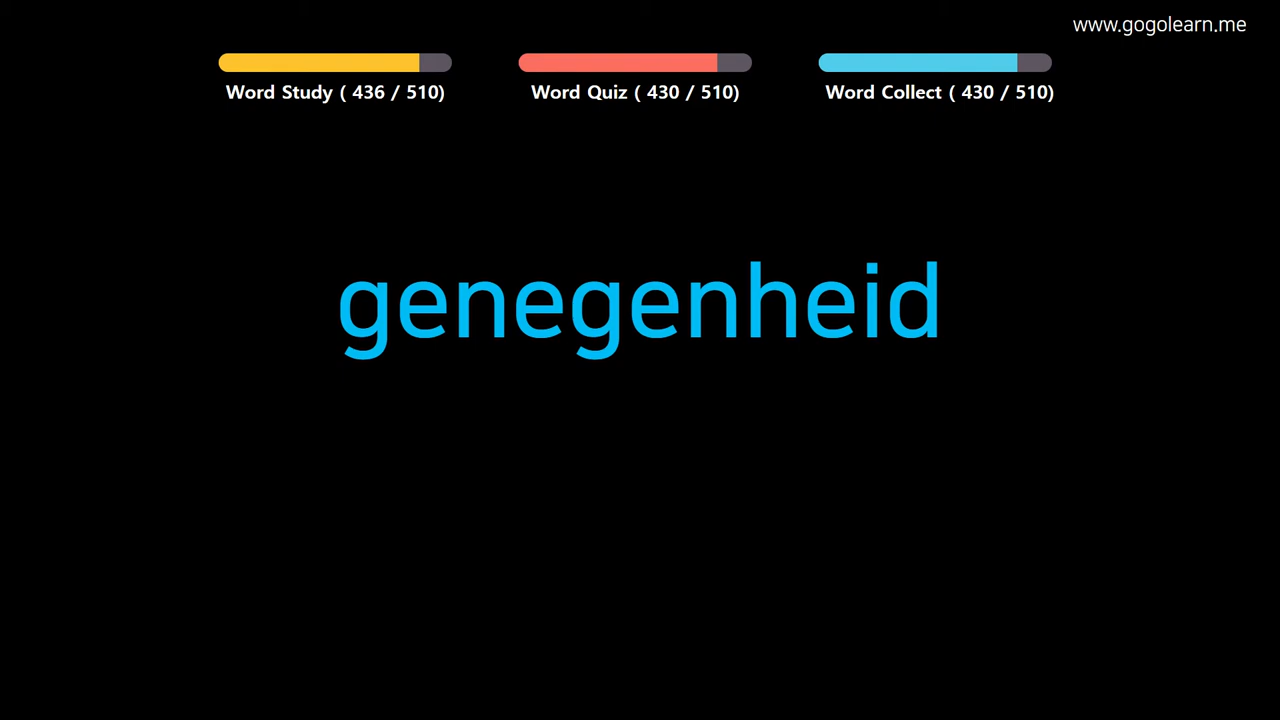 www.gogolearn.me
Word Study ( 436 / 510)
Word Quiz ( 430 / 510)
Word Collect ( 430 / 510)
genegenheid